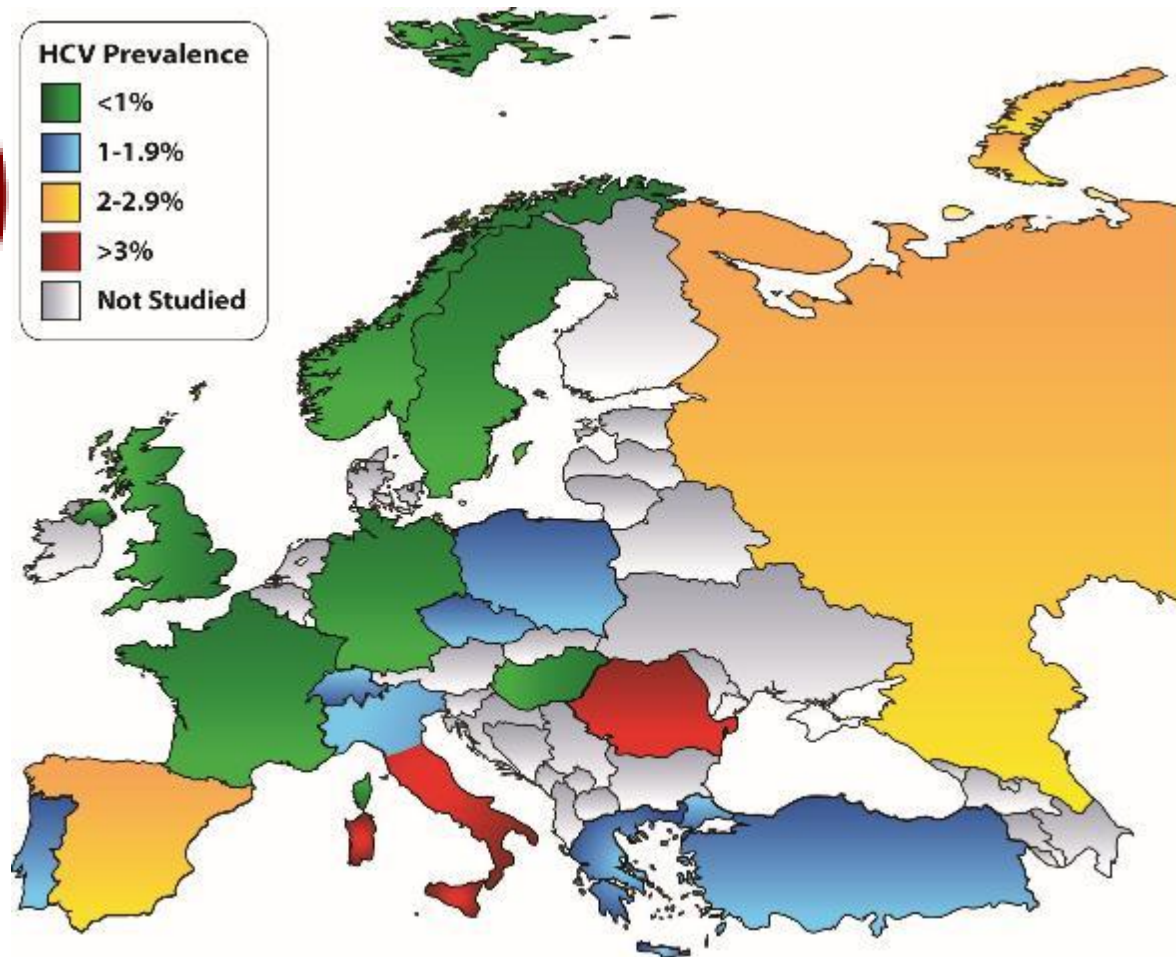 HCV Prevalence
<1%
1-1.9%
2-2.9%
>3%
Not Studied